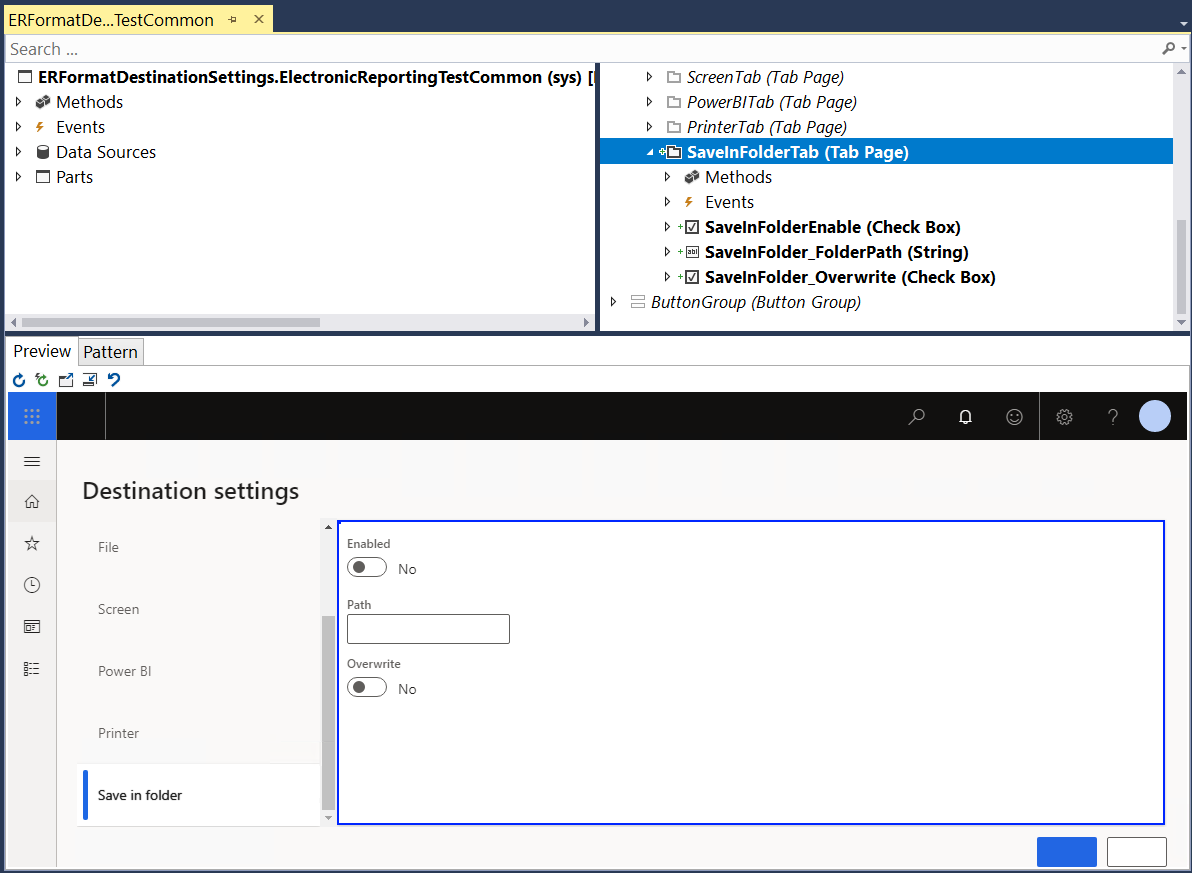 ERFormatDe...TestCommon
Search ...
ERFormatDestinationSettings.ElectronicReportingTestCommon (sys) [
Methods
Events
Data Sources
Parts
ScreenTab (Tab Page)
PowerBITab (Tab Page)
PrinterTab (Tab Page)
SaveInFolderTab (Tab Page)
Methods
Events
SaveInFolderEnable (Check Box)
SaveInFolder_FolderPath (String)
SaveInFolder_Overwrite (Check Box)
ButtonGroup (Button Group)
Preview
Pattern
Destination settings
File
Screen
Power BI
Printer
Save in folder
Enabled
No
Path
Overwrite
No